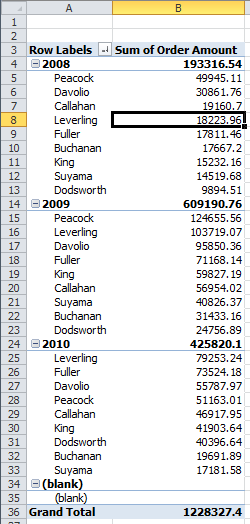 A B
1
2
3 Row Labels Sum of Order Amount
4 2008 193316.54
5 Peacock 49945.11
6 Davolio 30861.76
7 Callahan 19160.7
8 Leverling 18223.96
9 Fuller 17811.46
10 Buchanan 17667.2
11 King 15232.16
12 Suyama 14519.68
13 Dodsworth 9894.51
14 2009 609190.76
15 Peacock 124655.56
16 Leverling 103719.07
17 Davolio 95850.36
18 Fuller 71168.14
19 King 59827.19
20 Callahan 56954.02
21 Suyama 40826.37
22 Buchanan 31433.16
23 Dodsworth 24756.89
24 2010 425820.1
25 Leverling 79253.24
26 Fuller 73524.18
27 Davolio 55787.97
28 Peacock 51163.01
29 Callahan 46917.95
30 King 41903.64
31 Dodsworth 40396.64
32 Buchanan 19691.89
33 Suyama 17181.58
34 (blank)
35 (blank)
36 Grand Total 1228327.4